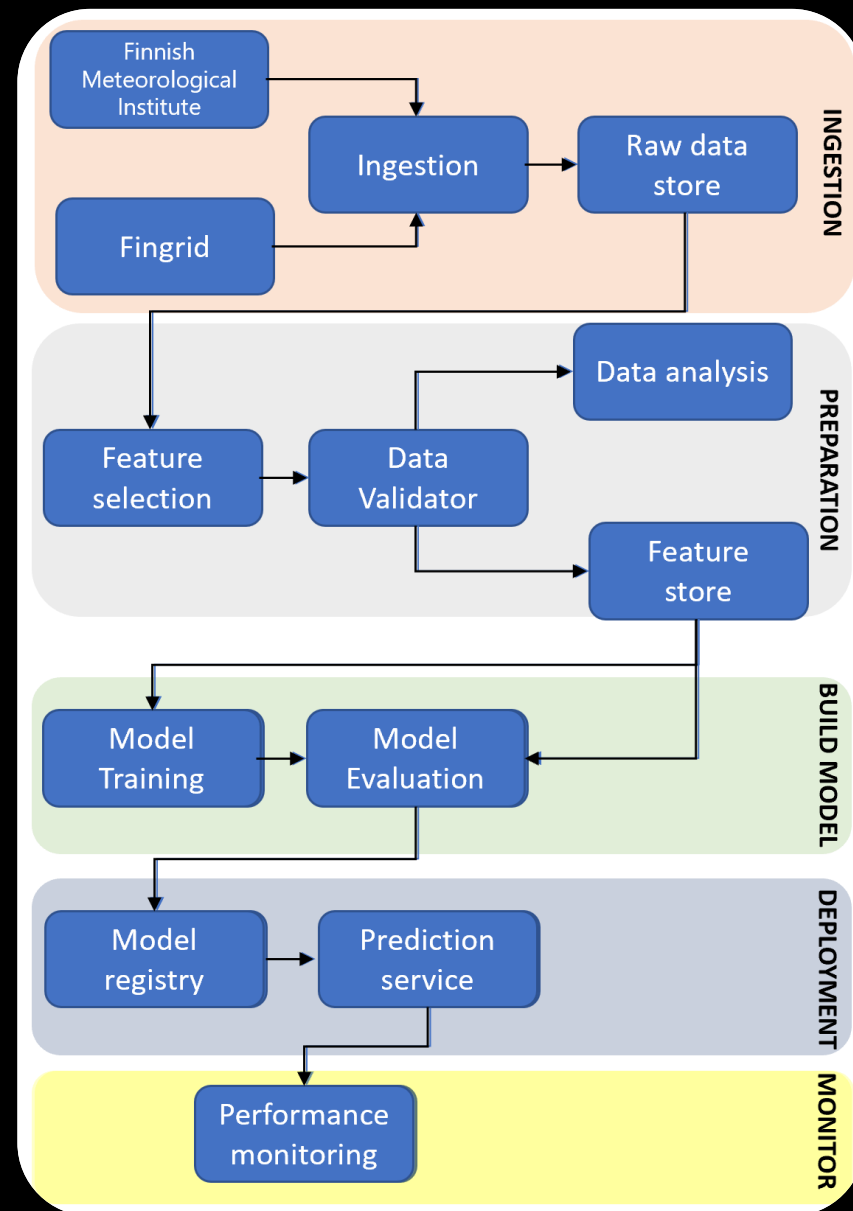 Finnish
Meteorological
Institute
Ingestion
Raw data
store
Fingrid
INGESTION
Data analysis
Feature
selection
Data
Validator
Feature
store
PREPARATION
Model
Training
Model
Evaluation
BUILD MODEL
Model
registry
Prediction
service
DEPLOYMENT
Performance
monitoring
MONITOR